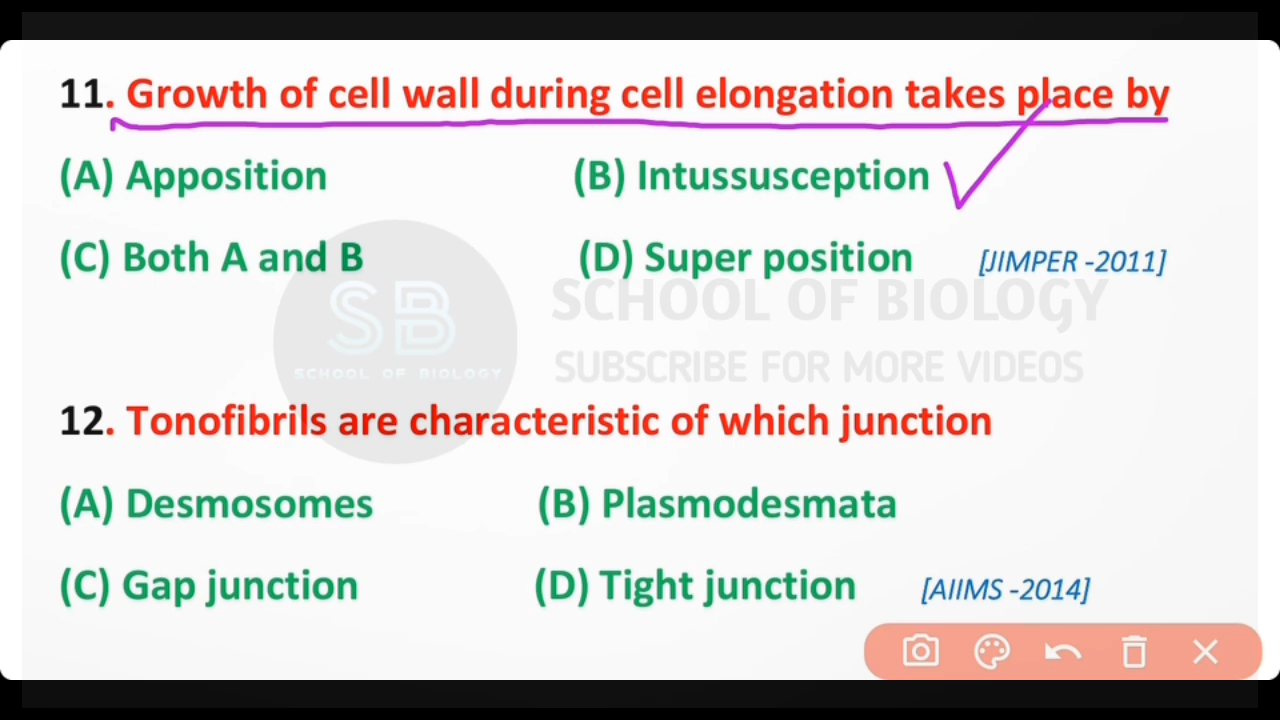 11. Growth of cell wall during cell elongation takes place by
(A) Apposition (B) Intussusception
(C) Both A and B (D) Super position [JIMPER -2011]
SB
SCHOOL OF BIOLOGY
SCHOOL OF BIOLOGY
SUBSCRIBE FOR MORE VIDEOS
12. Tonofibrils are characteristic of which junction
(A) Desmosomes (B) Plasmodesmata
(C) Gap junction (D) Tight junction [AIIMS -2014]